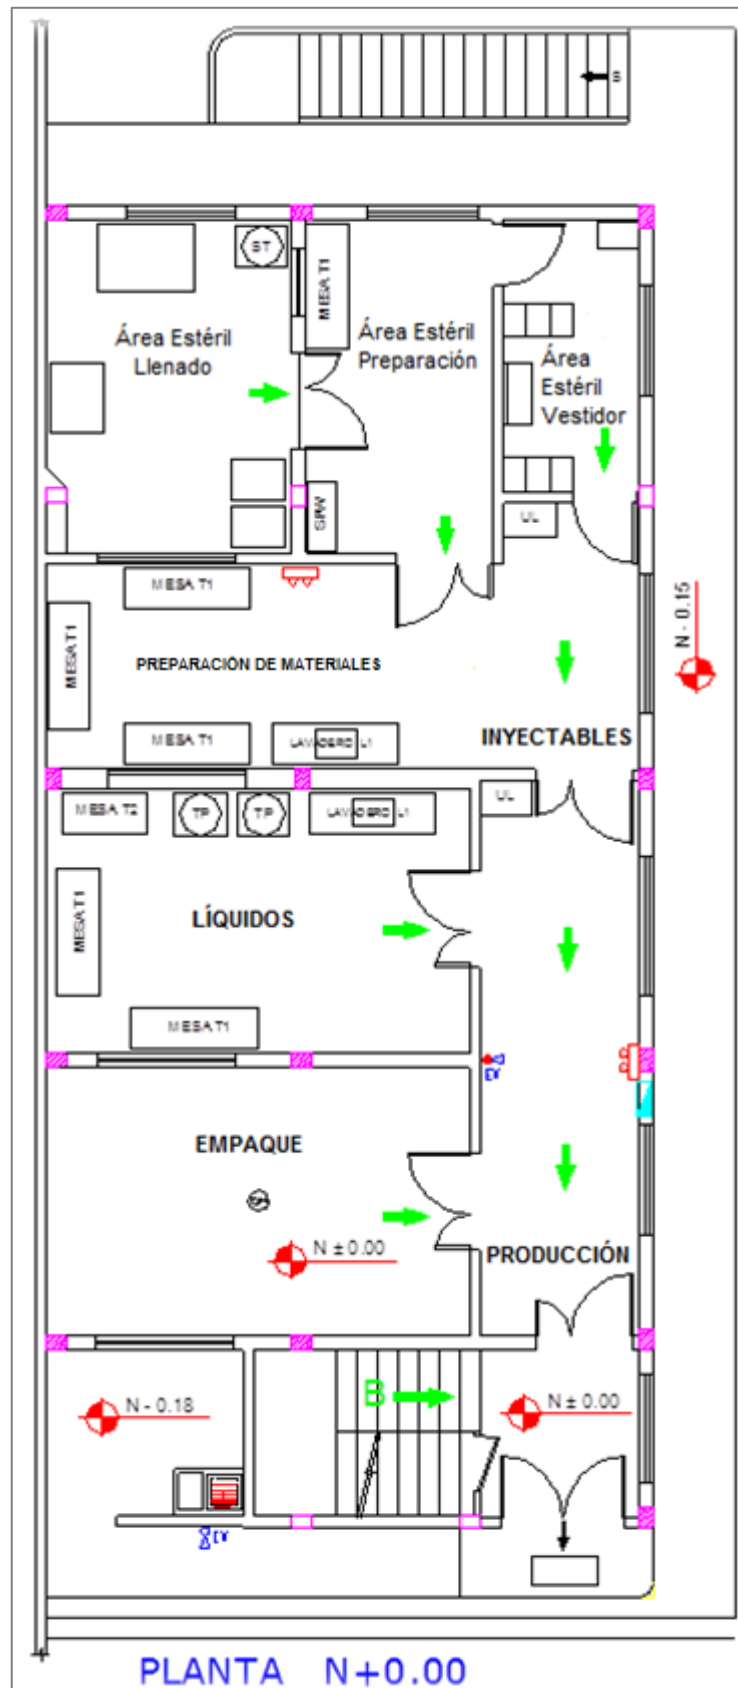 B
ST
MESA T1
Área Estéril
Llenado
Área Estéril
Preparación
Área
Estéril
Vestidor
UL
MESA T1
MESA T1
PREPARACIÓN DE MATERIALES
N - 0.15
MESA T1
LAVADERO L1
INYECTABLES
MESA T2
TP
TP
LAVADERO L1
UL
MESA T1
LÍQUIDOS
MESA T1
EMPAQUE
N ± 0.00
PRODUCCIÓN
N - 0.18
B
N ± 0.00
PLANTA N+0.00